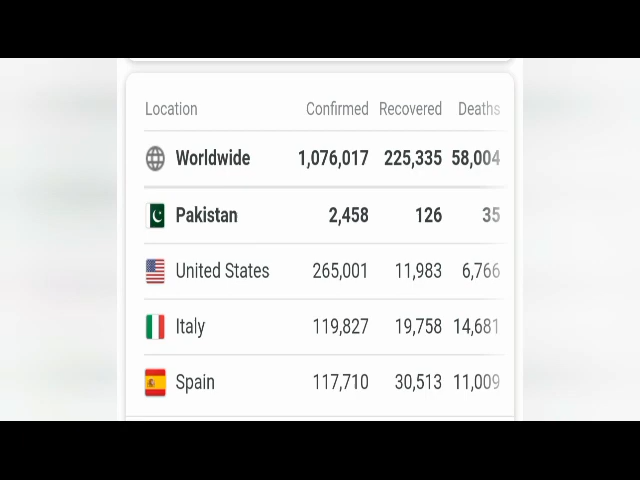 Location Confirmed Recovered Deaths
Worldwide 1,076,017 225,335 58,004
Pakistan 2,458 126 35
United States 265,001 11,983 6,766
Italy 119,827 19,758 14,681
Spain 117,710 30,513 11,009